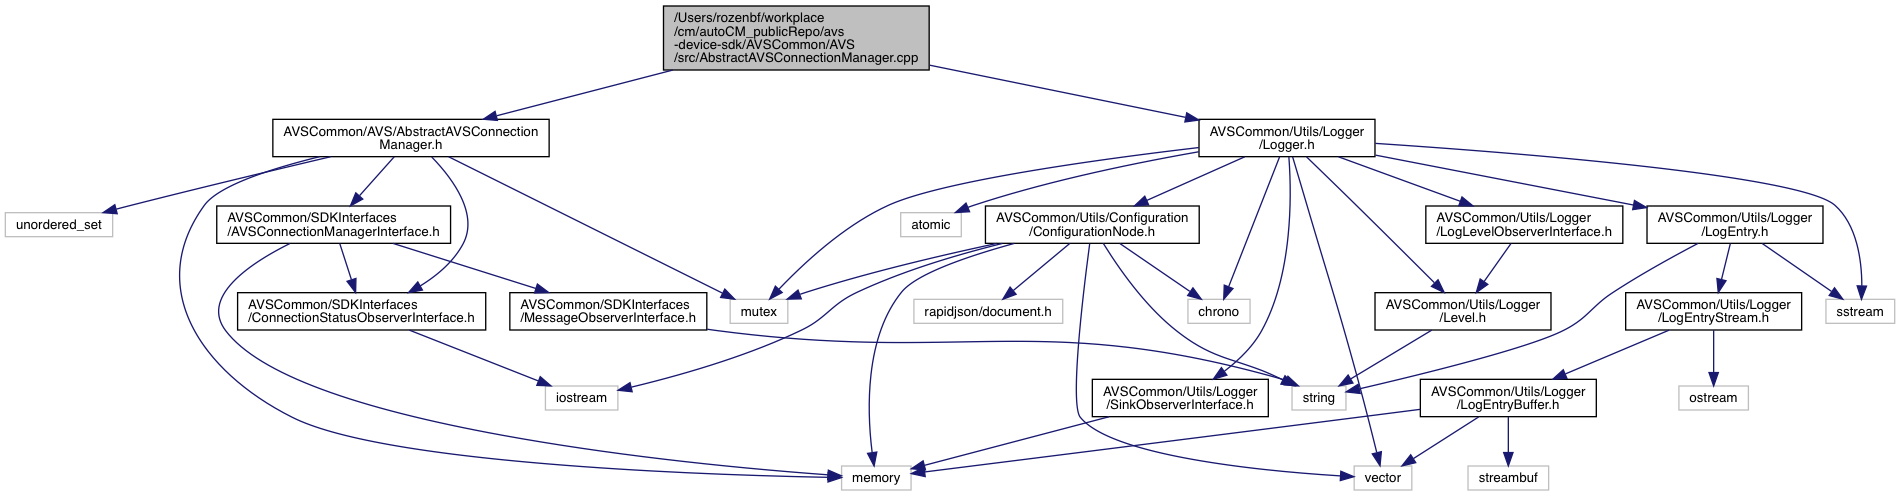 /Users/rozenbf/workplace
/cm/autoCM_publicRepo/avs
-device-sdk/AVSCommon/AVS
/src/AbstractAVSConnectionManager.cpp
AVSCommon/AVS/AbstractAVSConnection
Manager.h
AVSCommon/Utils/Logger
/Logger.h
unordered_set
AVSCommon/SDKInterfaces
/AVSConnectionManagerInterface.h
atomic
AVSCommon/Utils/Configuration
/ConfigurationNode.h
AVSCommon/Utils/Logger
/LogLevelObserverInterface.h
AVSCommon/Utils/Logger
/LogEntry.h
AVSCommon/SDKInterfaces
/ConnectionStatusObserverInterface.h
AVSCommon/SDKInterfaces
/MessageObserverInterface.h
mutex
rapidjson/document.h
chrono
AVSCommon/Utils/Logger
/Level.h
AVSCommon/Utils/Logger
/LogEntryStream.h
sstream
iostream
AVSCommon/Utils/Logger
/SinkObserverInterface.h
string
AVSCommon/Utils/Logger
/LogEntryBuffer.h
ostream
memory
vector
streambuf